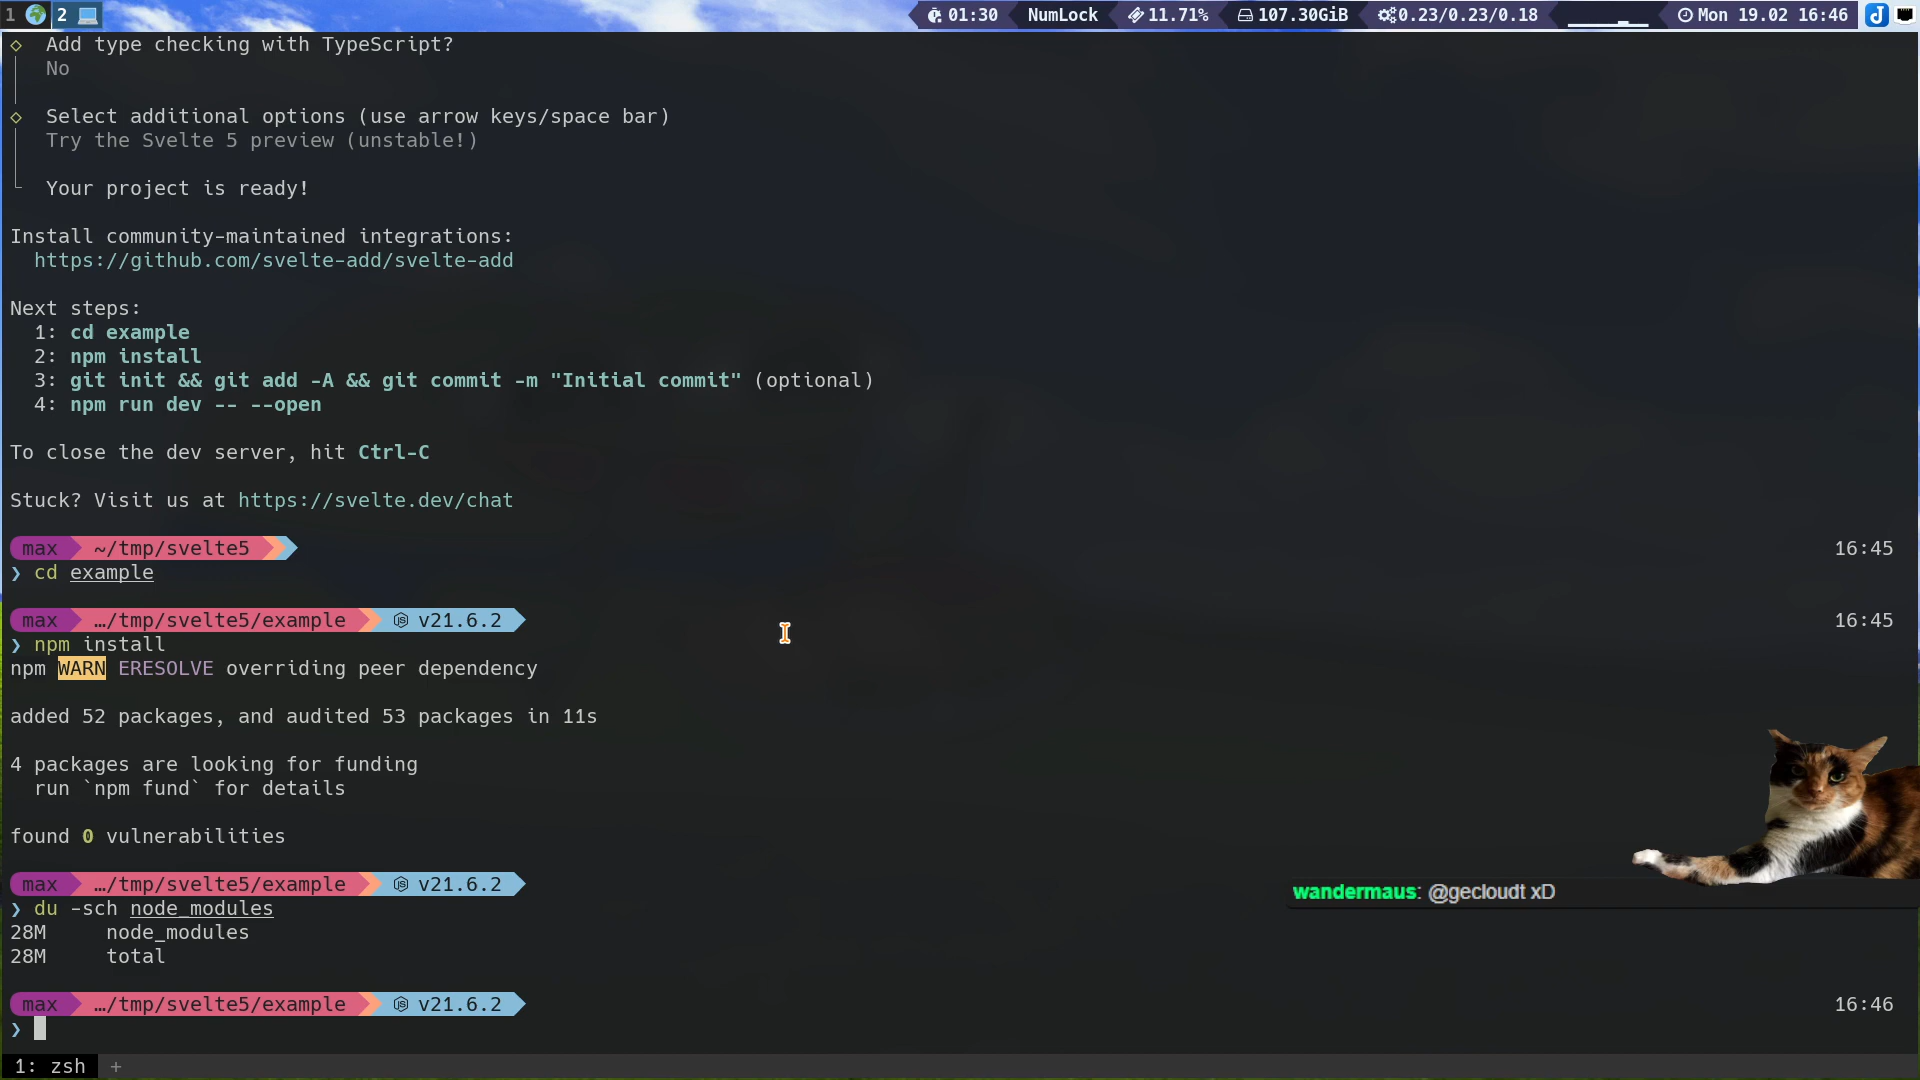 1 2 01:30 NumLock 11.71% 107.30GiB 0.23/0.23/0.18 Mon 19.02 16:46
◇ Add type checking with TypeScript?
No
◇ Select additional options (use arrow keys/space bar)
Try the Svelte 5 preview (unstable!)
Your project is ready!
Install community-maintained integrations:
https://github.com/svelte-add/svelte-add
Next steps:
1: cd example
2: npm install
3: git init && git add -A && git commit -m "Initial commit" (optional)
4: npm run dev -- --open
To close the dev server, hit Ctrl-C
Stuck? Visit us at https://svelte.dev/chat
max ~/tmp/svelte5 16:45
❯ cd example
max …/tmp/svelte5/example v21.6.2 16:45
❯ npm install
npm WARN ERESOLVE overriding peer dependency
added 52 packages, and audited 53 packages in 11s
4 packages are looking for funding
run `npm fund` for details
found 0 vulnerabilities
max …/tmp/svelte5/example v21.6.2
❯ du -sch node_modules
wandermaus: @gecloudt xD
28M node_modules
28M total
max …/tmp/svelte5/example v21.6.2 16:46
❯
1: zsh +